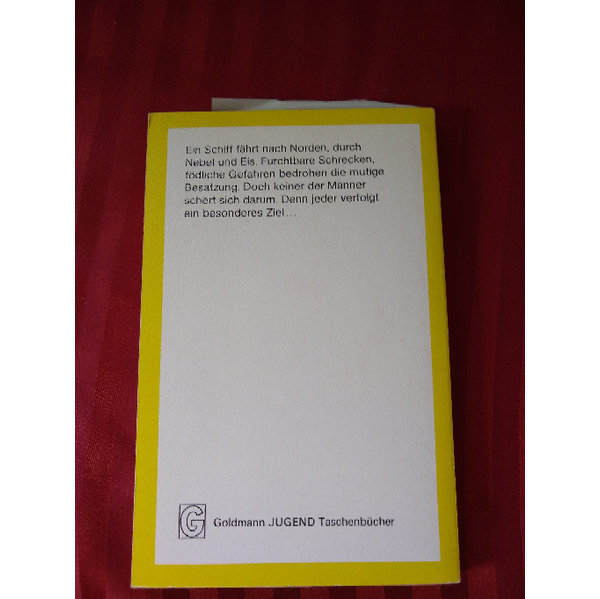 Ein Schiff fährt nach Norden, durch
Nebel und Eis. Furchtbare Schrecken,
tödliche Gefahren bedrohen die mutige
Besatzung. Doch keiner der Männer
schert sich darum. Denn jeder verfolgt
ein besonderes Ziel...
G Goldmann JUGEND Taschenbücher